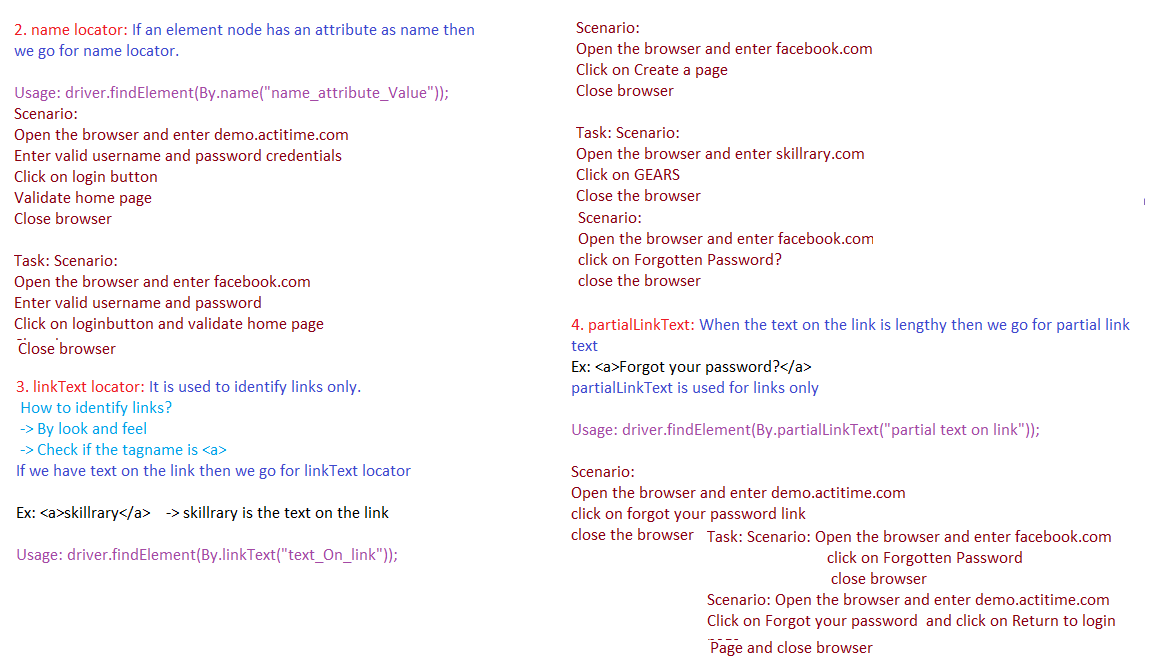 2. name locator: If an element node has an attribute as name then
we go for name locator.
Usage: driver.findElement(By.name("name_attribute_Value"));
Scenario:
Open the browser and enter demo.actitime.com
Enter valid username and password credentials
Click on login button
Validate home page
Close browser
Task: Scenario:
Open the browser and enter facebook.com
Enter valid username and password
Click on loginbutton and validate home page
Close browser
3. linkText locator: It is used to identify links only.
How to identify links?
-> By look and feel
-> Check if the tagname is <a>
If we have text on the link then we go for linkText locator
Ex: <a>skillrary</a>    -> skillrary is the text on the link
Usage: driver.findElement(By.linkText("text_On_link"));
Scenario:
Open the browser and enter facebook.com
Click on Create a page
Close browser
Task: Scenario:
Open the browser and enter skillrary.com
Click on GEARS
Close the browser
Scenario:
Open the browser and enter facebook.com
click on Forgotten Password?
close the browser
4. partialLinkText: When the text on the link is lengthy then we go for partial link
text
Ex: <a>Forgot your password?</a>
partialLinkText is used for links only
Usage: driver.findElement(By.partialLinkText("partial text on link"));
Scenario:
Open the browser and enter demo.actitime.com
click on forgot your password link
close the browser
Task: Scenario: Open the browser and enter facebook.com
click on Forgotten Password
close browser
Scenario: Open the browser and enter demo.actitime.com
Click on Forgot your password  and click on Return to login
Page and close browser